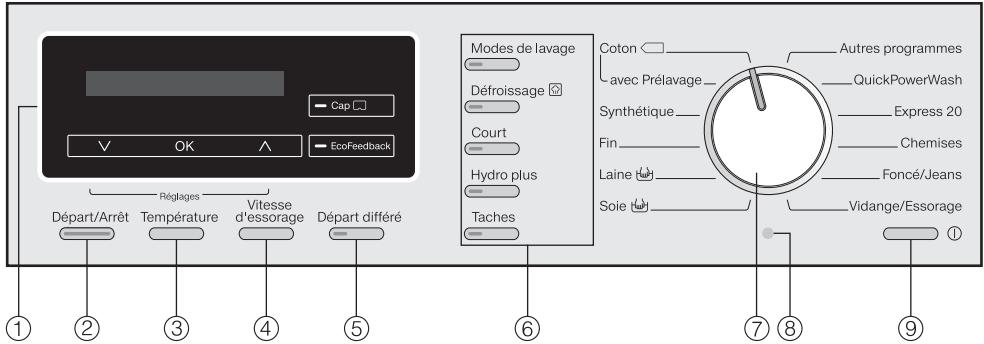 Cap
OK
EcoFeedback
Réglages
Départ/Arrêt
Température
Vitesse
d'essorage
Départ différé
Modes de lavage
Défroissage
Court
Hydro plus
Taches
Coton
avec Prélavage
Synthétique
Fin
Laine
Soie
Autres programmes
QuickPowerWash
Express 20
Chemises
Foncé/Jeans
Vidange/Essorage
1
2
3
4
5
6
7
8
9